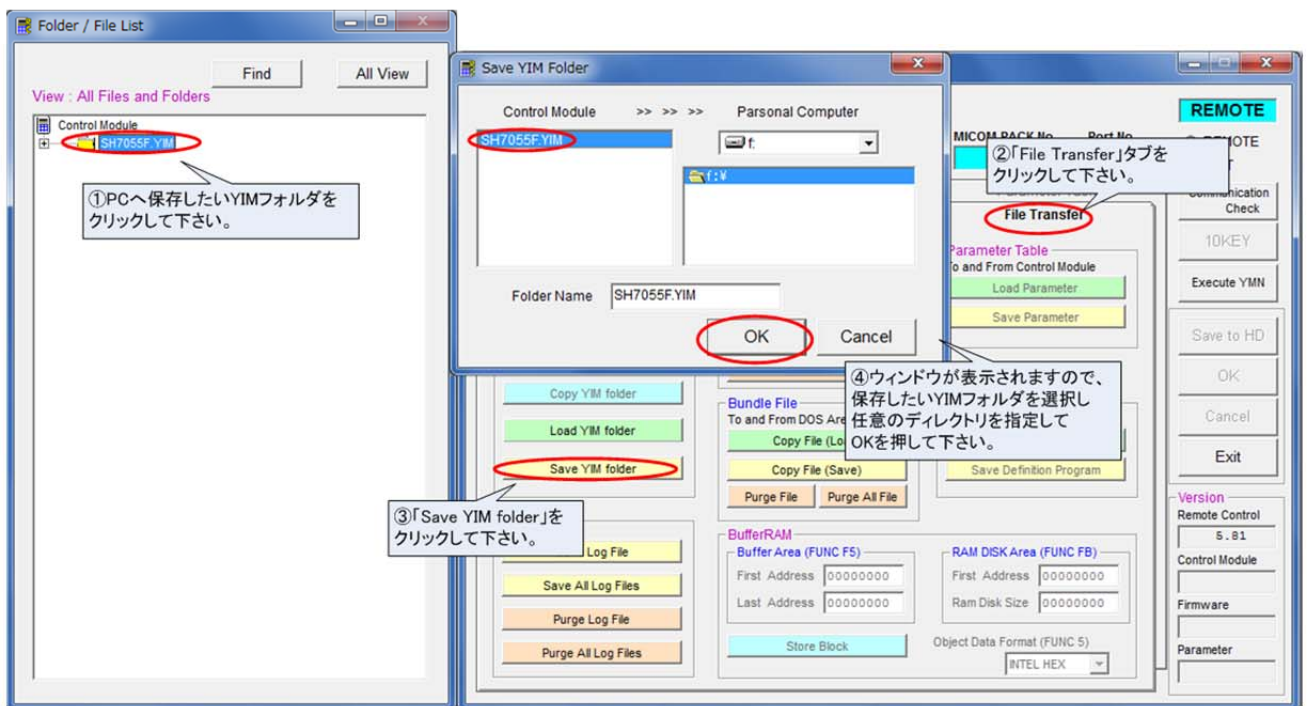 Folder / File List
Find
All View
View : All Files and Folders
Control Module
SH7055F.YIM
①PCへ保存したいYIMフォルダを
クリックして下さい。
Save YIM Folder
Control Module >> >> >> Parsonal Computer
SH7055F.YIM
f:
f:¥
Folder Name
SH7055F.YIM
OK
Cancel
②「File Transfer」タブを
クリックして下さい。
File Transfer
Parameter Table
To and From Control Module
Load Parameter
Save Parameter
④ウィンドウが表示されますので、
保存したいYIMフォルダを選択し
任意のディレクトリを指定して
OKを押して下さい。
Copy YIM folder
Load YIM folder
Save YIM folder
③「Save YIM folder」を
クリックして下さい。
Log File
Save All Log Files
Purge Log File
Purge All Log Files
Bundle File
To and From DOS
Copy File
Copy File (Save)
Purge File
Purge All File
Save Definition Program
BufferRAM
Buffer Area (FUNC F5)
First Address 00000000
Last Address 00000000
RAM DISK Area (FUNC FB)
First Address 00000000
Ram Disk Size 00000000
Store Block
Object Data Format (FUNC 5)
INTEL HEX
REMOTE
MICOM PACK No
Port No
Check
10KEY
Execute YMN
Save to HD
OK
Cancel
Exit
Version
Remote Control
5.81
Control Module
Firmware
Parameter